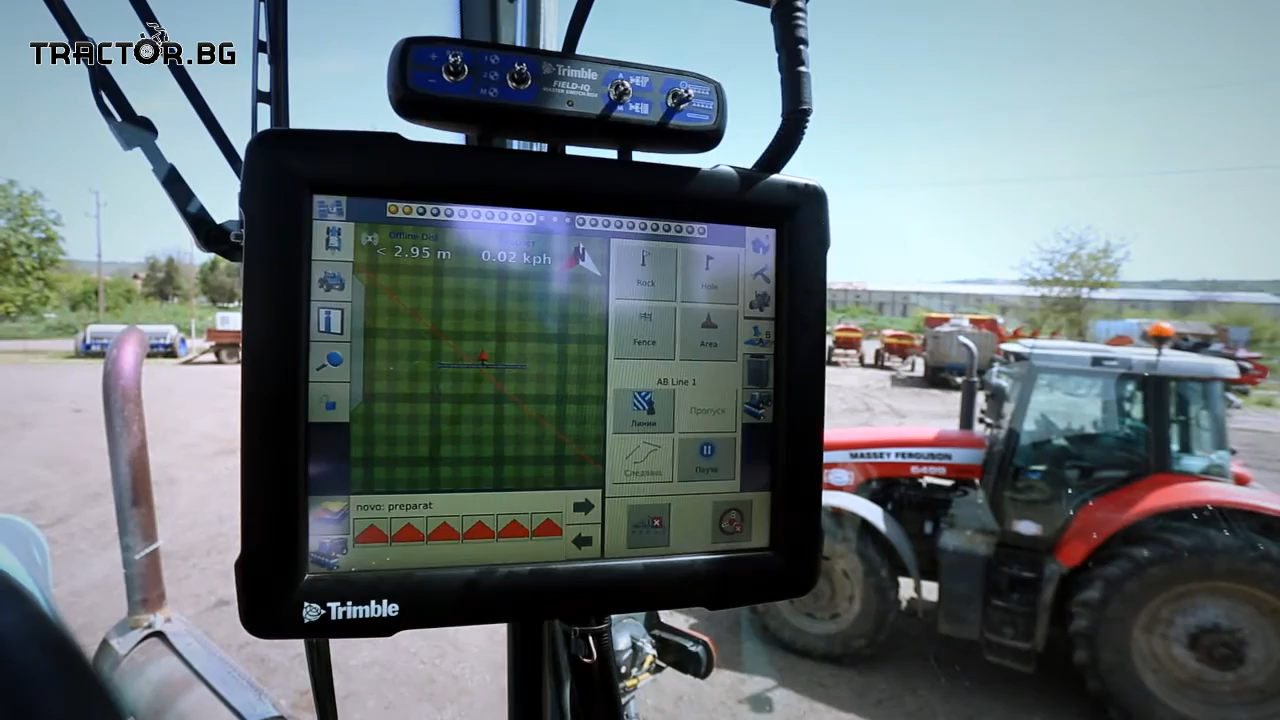 TRACTOR.BG
Trimble
FIELD-IQ
MASTER SWITCH BOX
Offline Dist
< 2.95 m
0.02 kph
Rock
Hole
Fence
Area
AB Line 1
Линии
Пропуск
Следващ
Пауза
novo: preparat
Trimble
MASSEY FERGUSON
6499